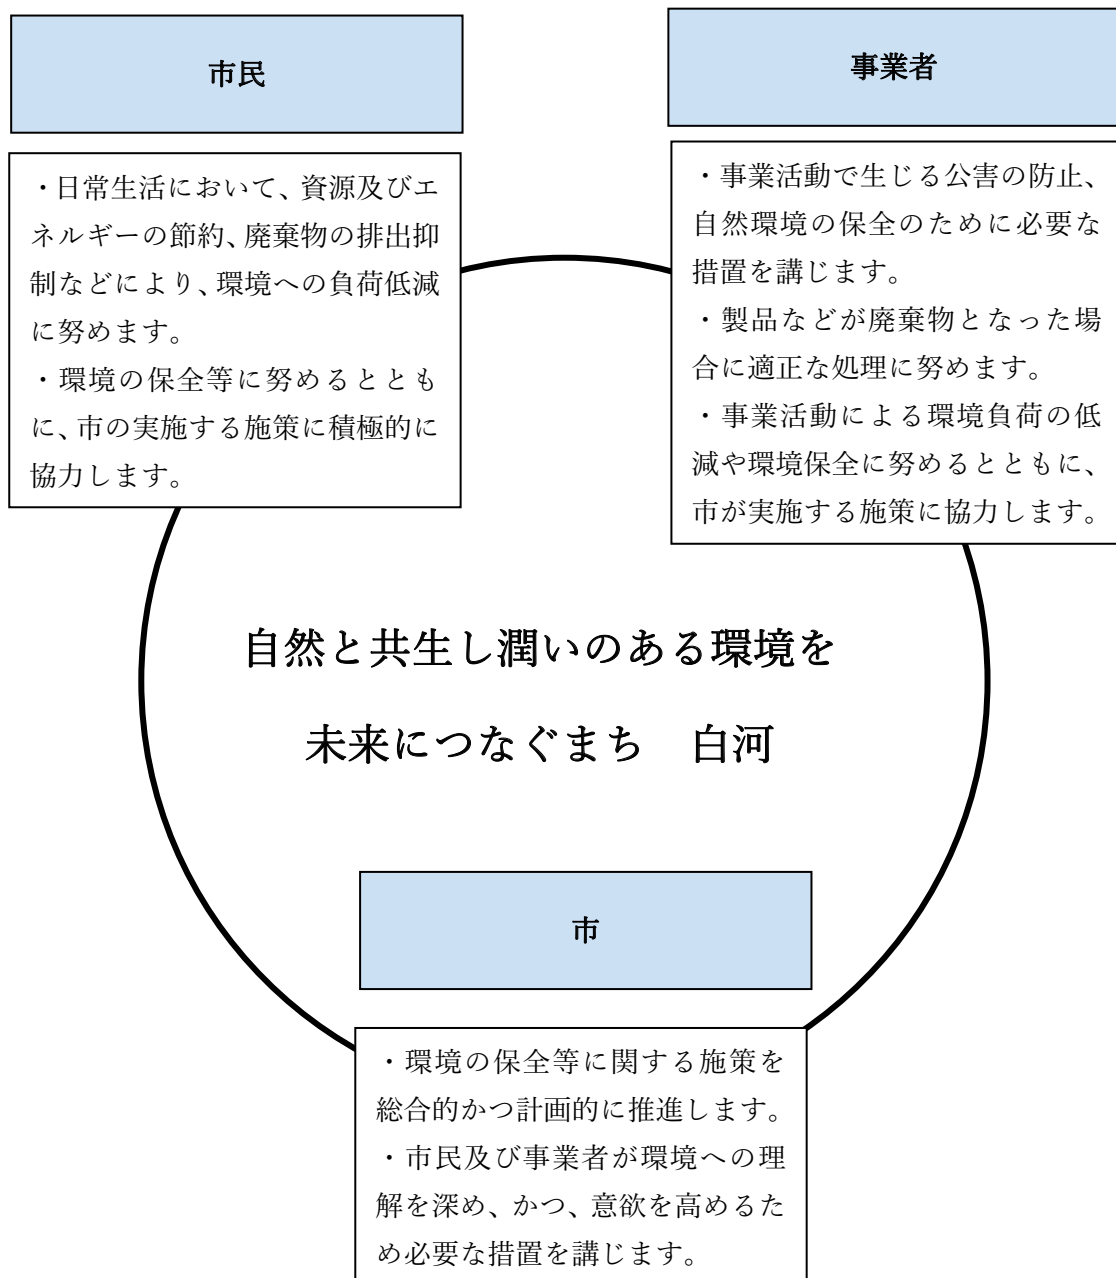 市民
・日常生活において、資源及びエ
ネルギーの節約、廃棄物の排出抑
制などにより、環境への負荷低減
に努めます。
・環境の保全等に努めるととも
に、市の実施する施策に積極的に
協力します。
事業者
・事業活動で生じる公害の防止、
自然環境の保全のために必要な
措置を講じます。
・製品などが廃棄物となった場
合に適正な処理に努めます。
・事業活動による環境負荷の低
減や環境保全に努めるとともに、
市が実施する施策に協力します。
自然と共生し潤いのある環境を
未来につなぐまち　白河
市
・環境の保全等に関する施策を
総合的かつ計画的に推進します。
・市民及び事業者が環境への理
解を深め、かつ、意欲を高めるた
め必要な措置を講じます。